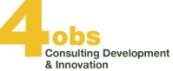 4obs
Consulting Development
& Innovation